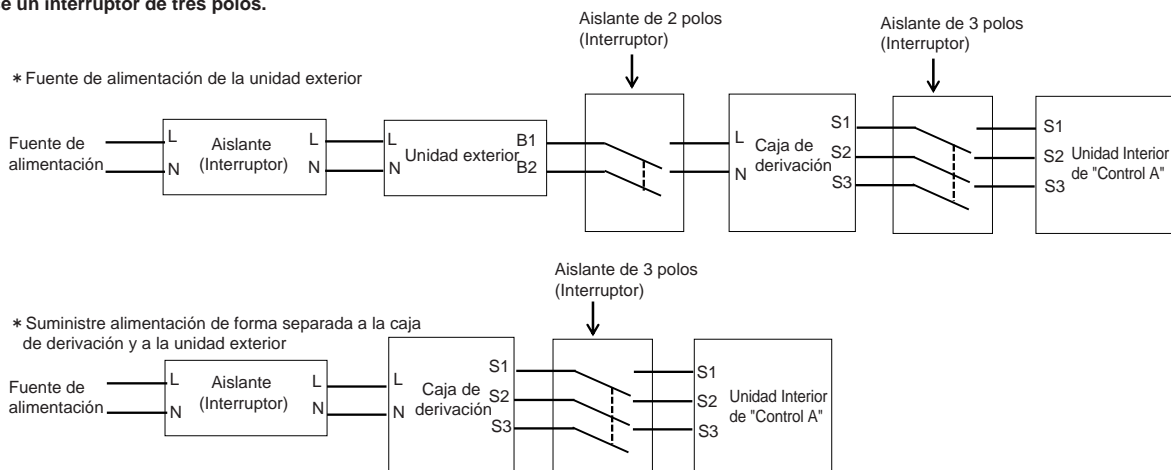 e un interruptor de tres polos.
Aislante de 2 polos
(Interruptor)
Aislante de 3 polos
(Interruptor)
* Fuente de alimentación de la unidad exterior
Fuente de
alimentación
L
N
Aislante
(Interruptor)
L
N
L
N
Unidad exterior
B1
B2
L
N
Caja de
derivación
S1
S2
S3
S1
S2
S3
Unidad Interior
de "Control A"
Aislante de 3 polos
(Interruptor)
* Suministre alimentación de forma separada a la caja
de derivación y a la unidad exterior
Fuente de
alimentación
L
N
Aislante
(Interruptor)
L
N
L
N
Caja de
derivación
S1
S2
S3
S1
S2
S3
Unidad Interior
de "Control A"